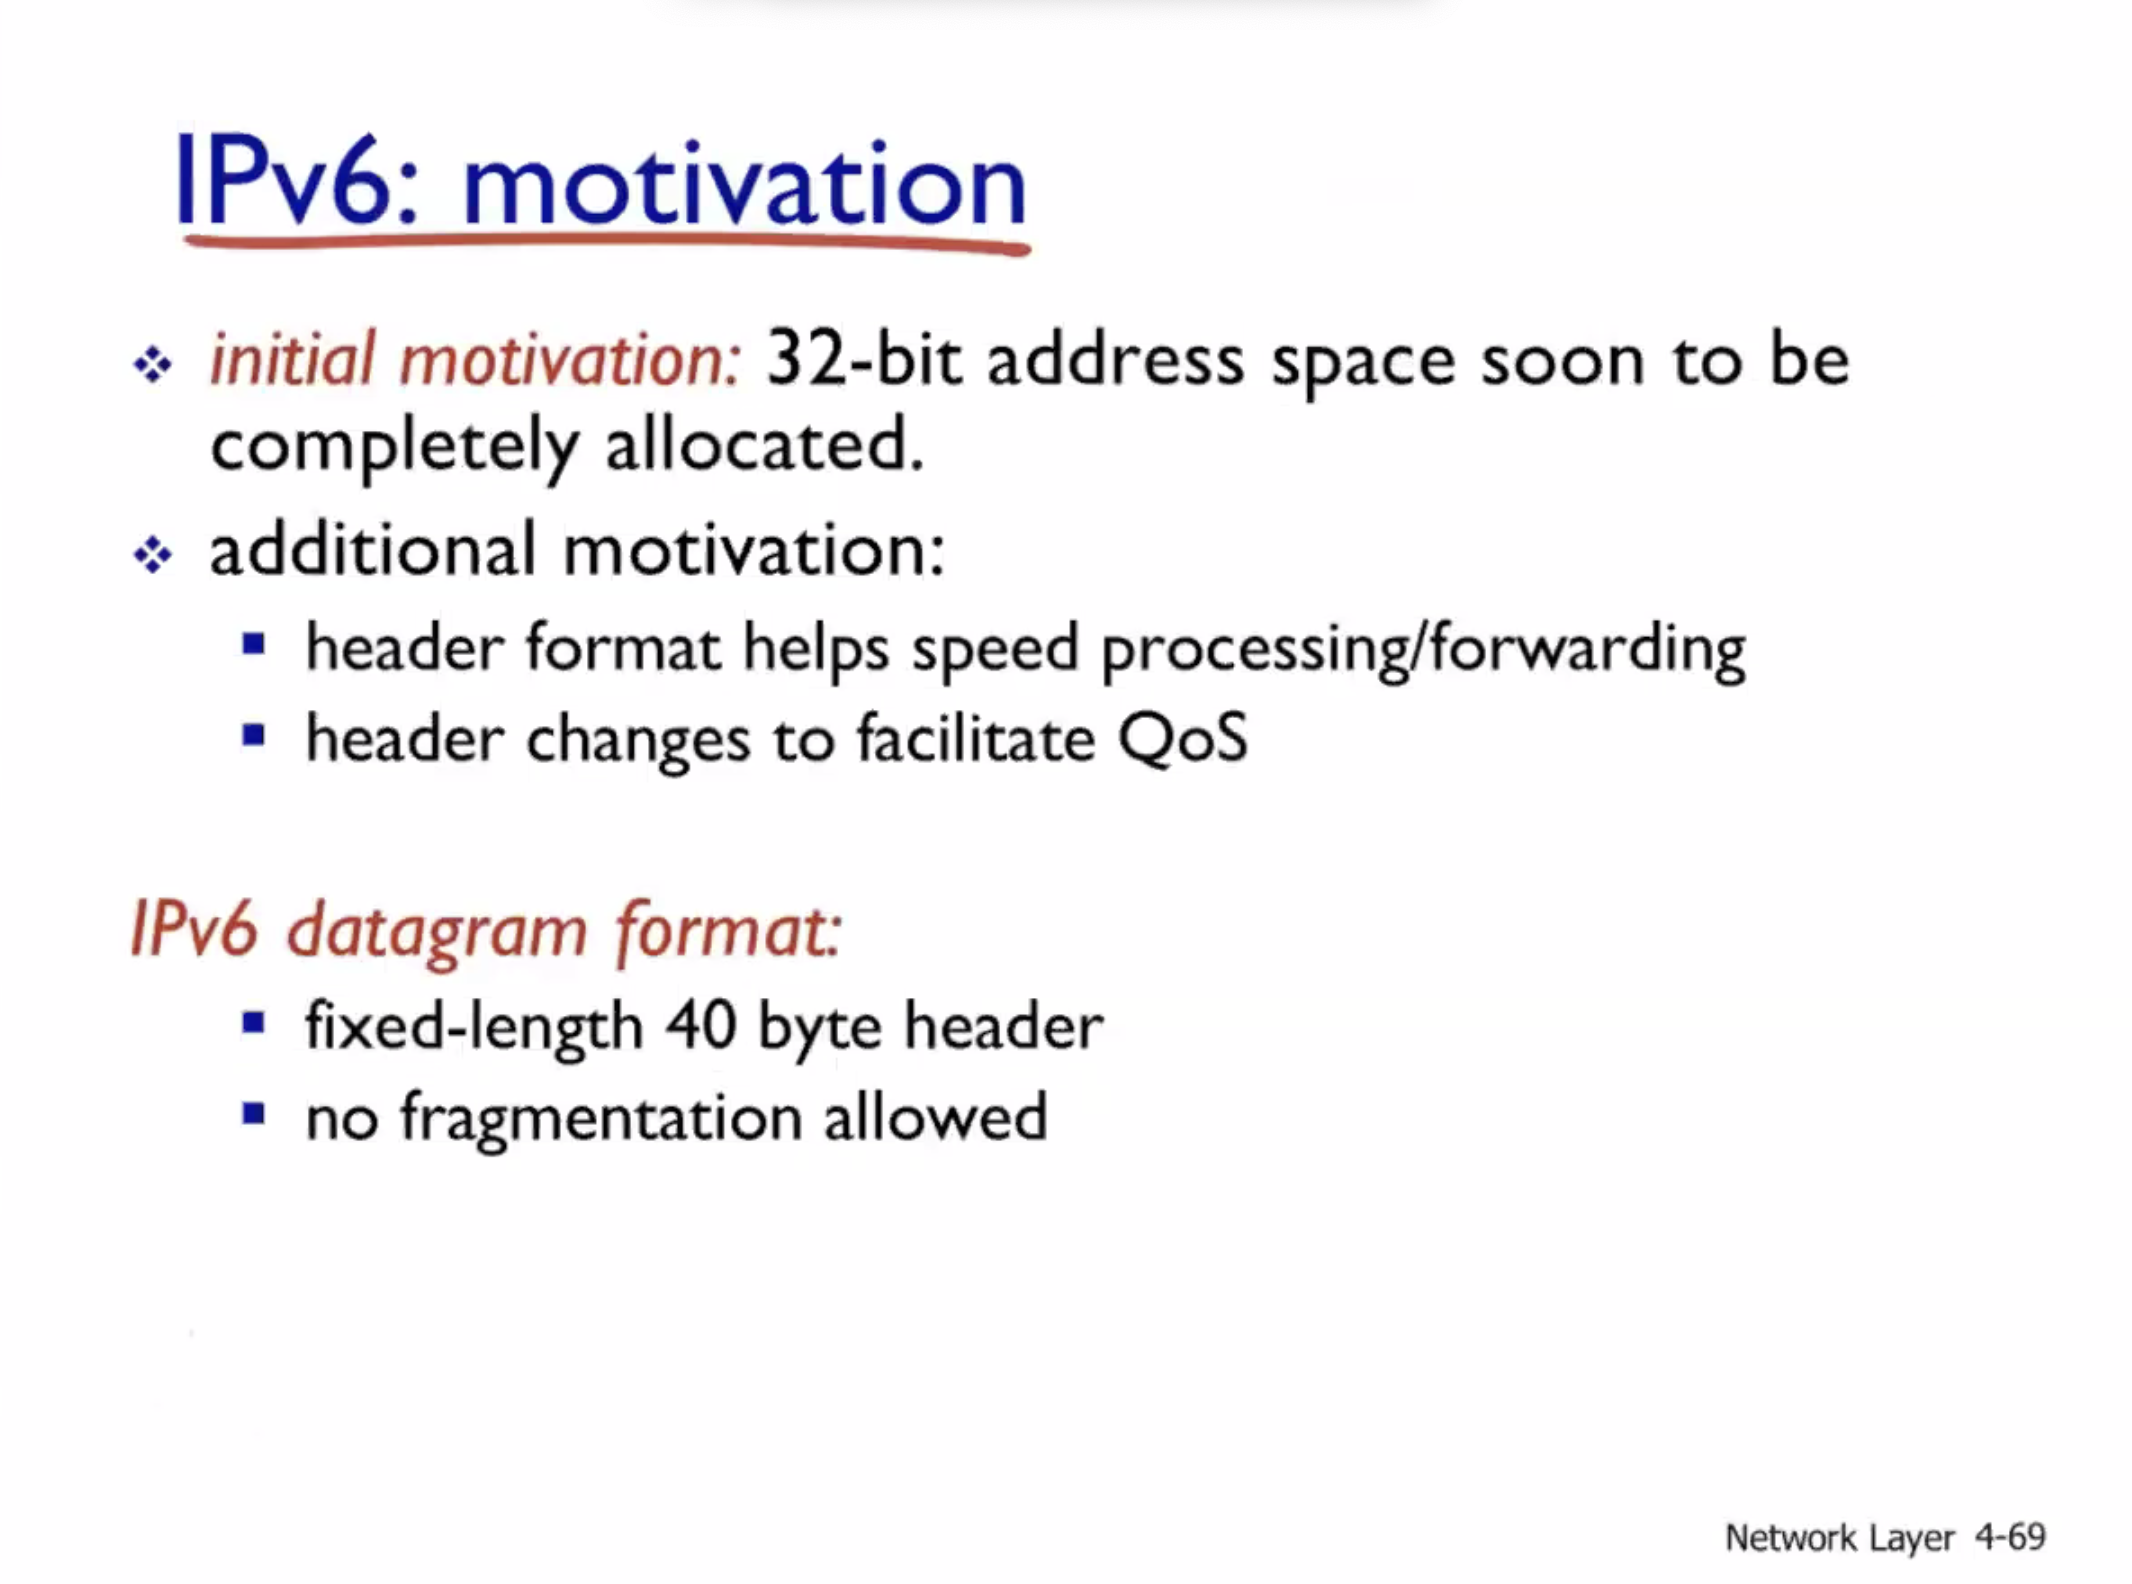 IPv6: motivation
initial motivation: 32-bit address space soon to be
completely allocated.
additional motivation:
header format helps speed processing/forwarding
header changes to facilitate QoS
IPv6 datagram format:
fixed-length 40 byte header
no fragmentation allowed
Network Layer 4-69